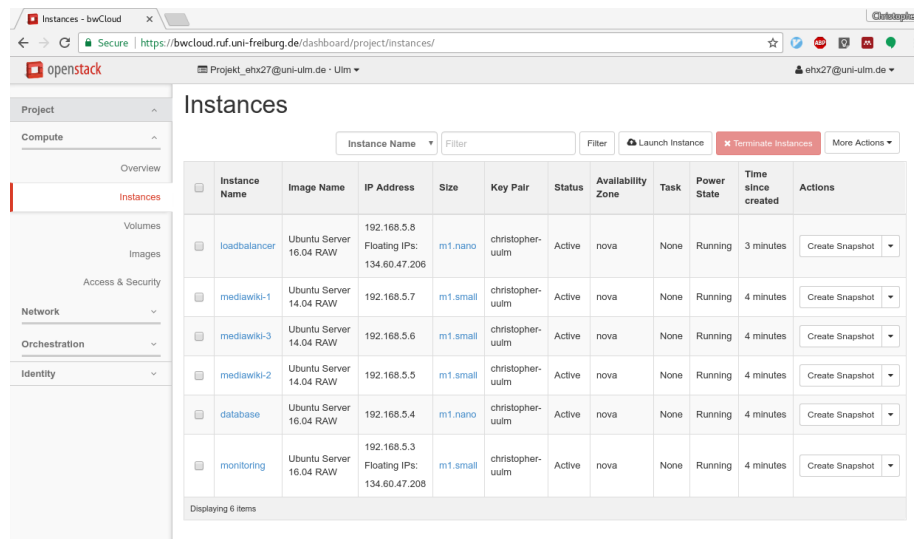 Instances - bwCloud
Secure https://bwcloud.ruf.uni-freiburg.de/dashboard/project/instances/
ABP
openstack
Projekt_ehx27@uni-ulm.de · Ulm
ehx27@uni-ulm.de
Project
Compute
Overview
Instances
Volumes
Images
Access & Security
Network
Orchestration
Identity
Instances
Instance Name Filter Filter Launch Instance Terminate Instances More Actions
Instance Name Image Name IP Address Size Key Pair Status Availability Zone Task Power State Time since created Actions
loadbalancer Ubuntu Server 16.04 RAW 192.168.5.8 Floating IPs: 134.60.47.206 m1.nano christopher-uulm Active nova None Running 3 minutes Create Snapshot
mediawiki-1 Ubuntu Server 14.04 RAW 192.168.5.7 m1.small christopher-uulm Active nova None Running 4 minutes Create Snapshot
mediawiki-3 Ubuntu Server 14.04 RAW 192.168.5.6 m1.small christopher-uulm Active nova None Running 4 minutes Create Snapshot
mediawiki-2 Ubuntu Server 14.04 RAW 192.168.5.5 m1.small christopher-uulm Active nova None Running 4 minutes Create Snapshot
database Ubuntu Server 16.04 RAW 192.168.5.4 m1.nano christopher-uulm Active nova None Running 4 minutes Create Snapshot
monitoring Ubuntu Server 16.04 RAW 192.168.5.3 Floating IPs: 134.60.47.208 m1.small christopher-uulm Active nova None Running 4 minutes Create Snapshot
Displaying 6 items